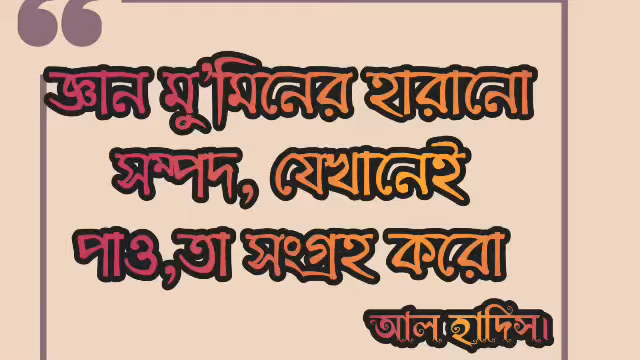 জ্ঞান মু'মিনের হারানো
সম্পদ, যেখানেই
পাও,তা সংগ্রহ করো
আল হাদিস।